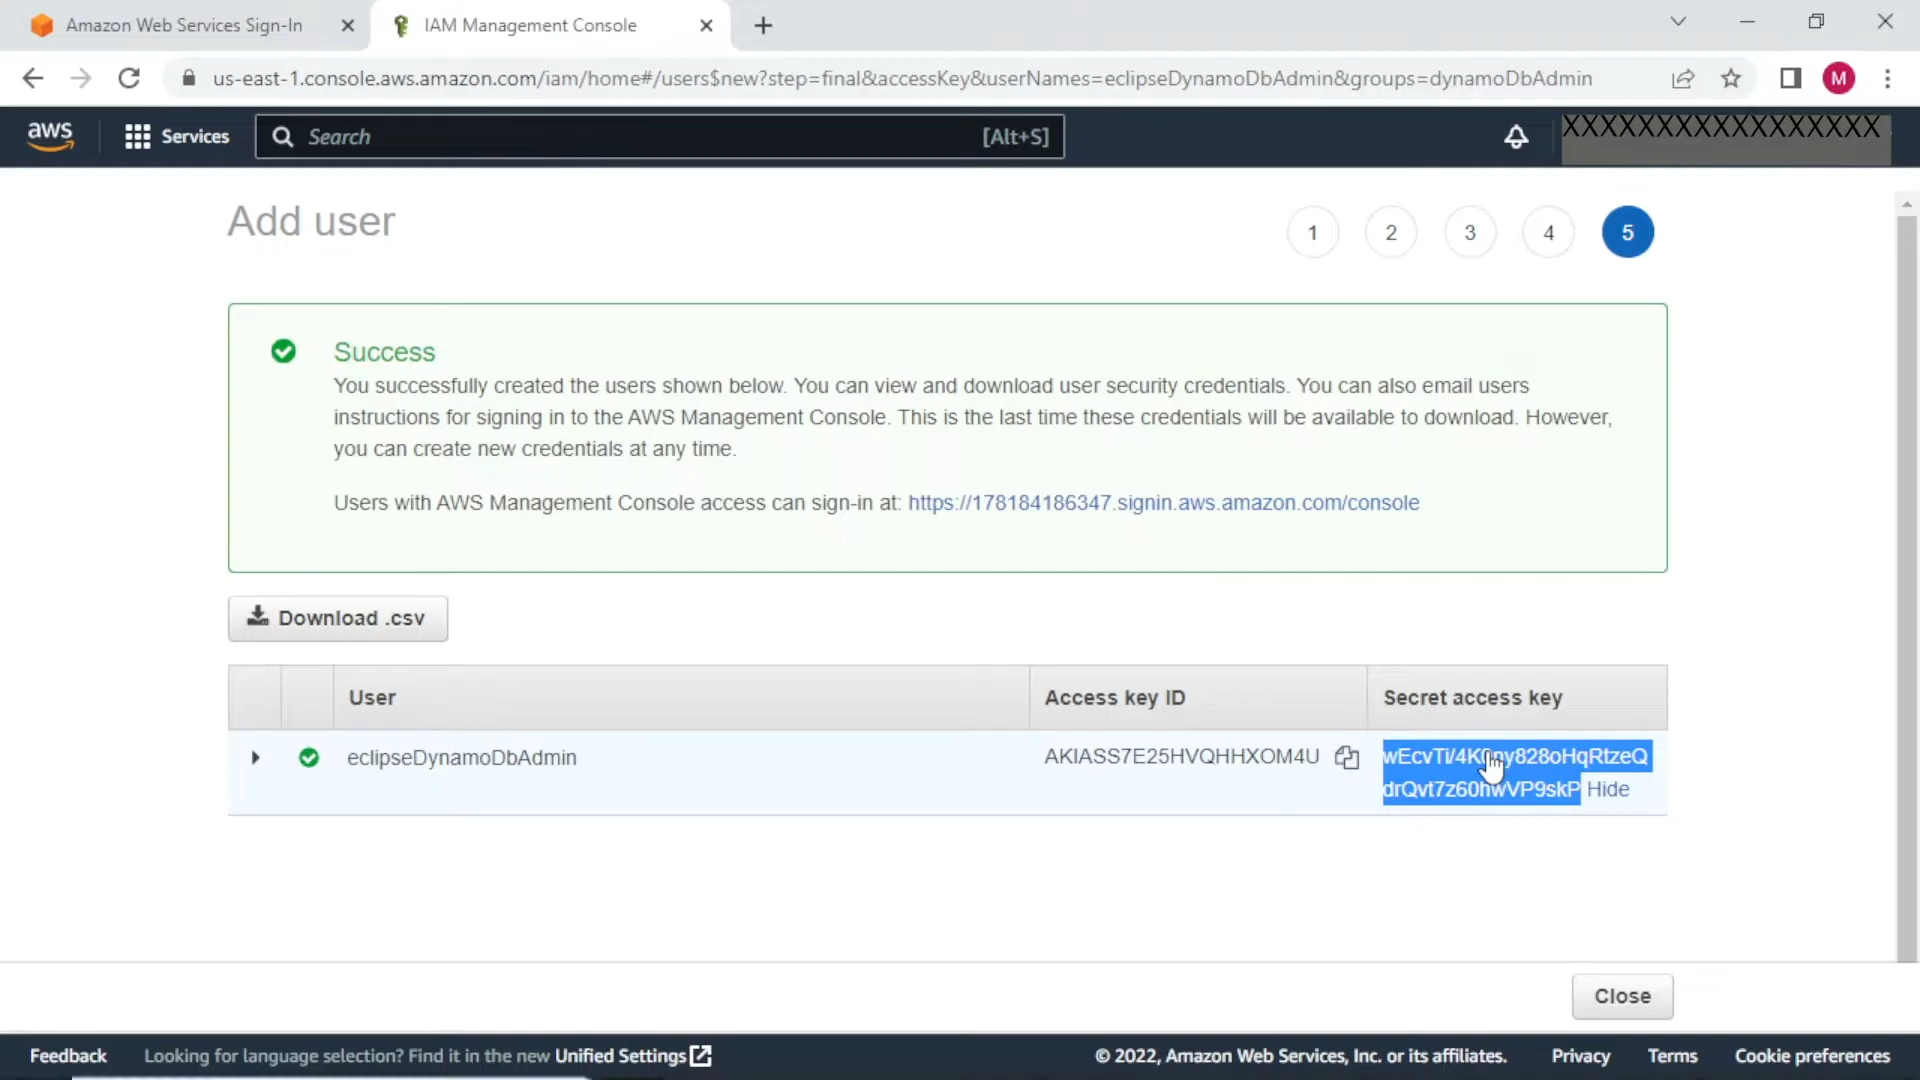 Amazon Web Services Sign-In
IAM Management Console
us-east-1.console.aws.amazon.com/iam/home#/users$new?step=final&accessKey&userNames=eclipseDynamoDbAdmin&groups=dynamoDbAdmin
M
aws
Services
Search
[Alt+S]
XXXXXXXXXXXXXXXXX
Add user
1 2 3 4 5
Success
You successfully created the users shown below. You can view and download user security credentials. You can also email users
instructions for signing in to the AWS Management Console. This is the last time these credentials will be available to download. However,
you can create new credentials at any time.
Users with AWS Management Console access can sign-in at: https://178184186347.signin.aws.amazon.com/console
Download .csv
User Access key ID Secret access key
eclipseDynamoDbAdmin AKIASS7E25HVQHHXOM4U
Hide
Close
Feedback Looking for language selection? Find it in the new Unified Settings © 2022, Amazon Web Services, Inc. or its affiliates. Privacy Terms Cookie preferences